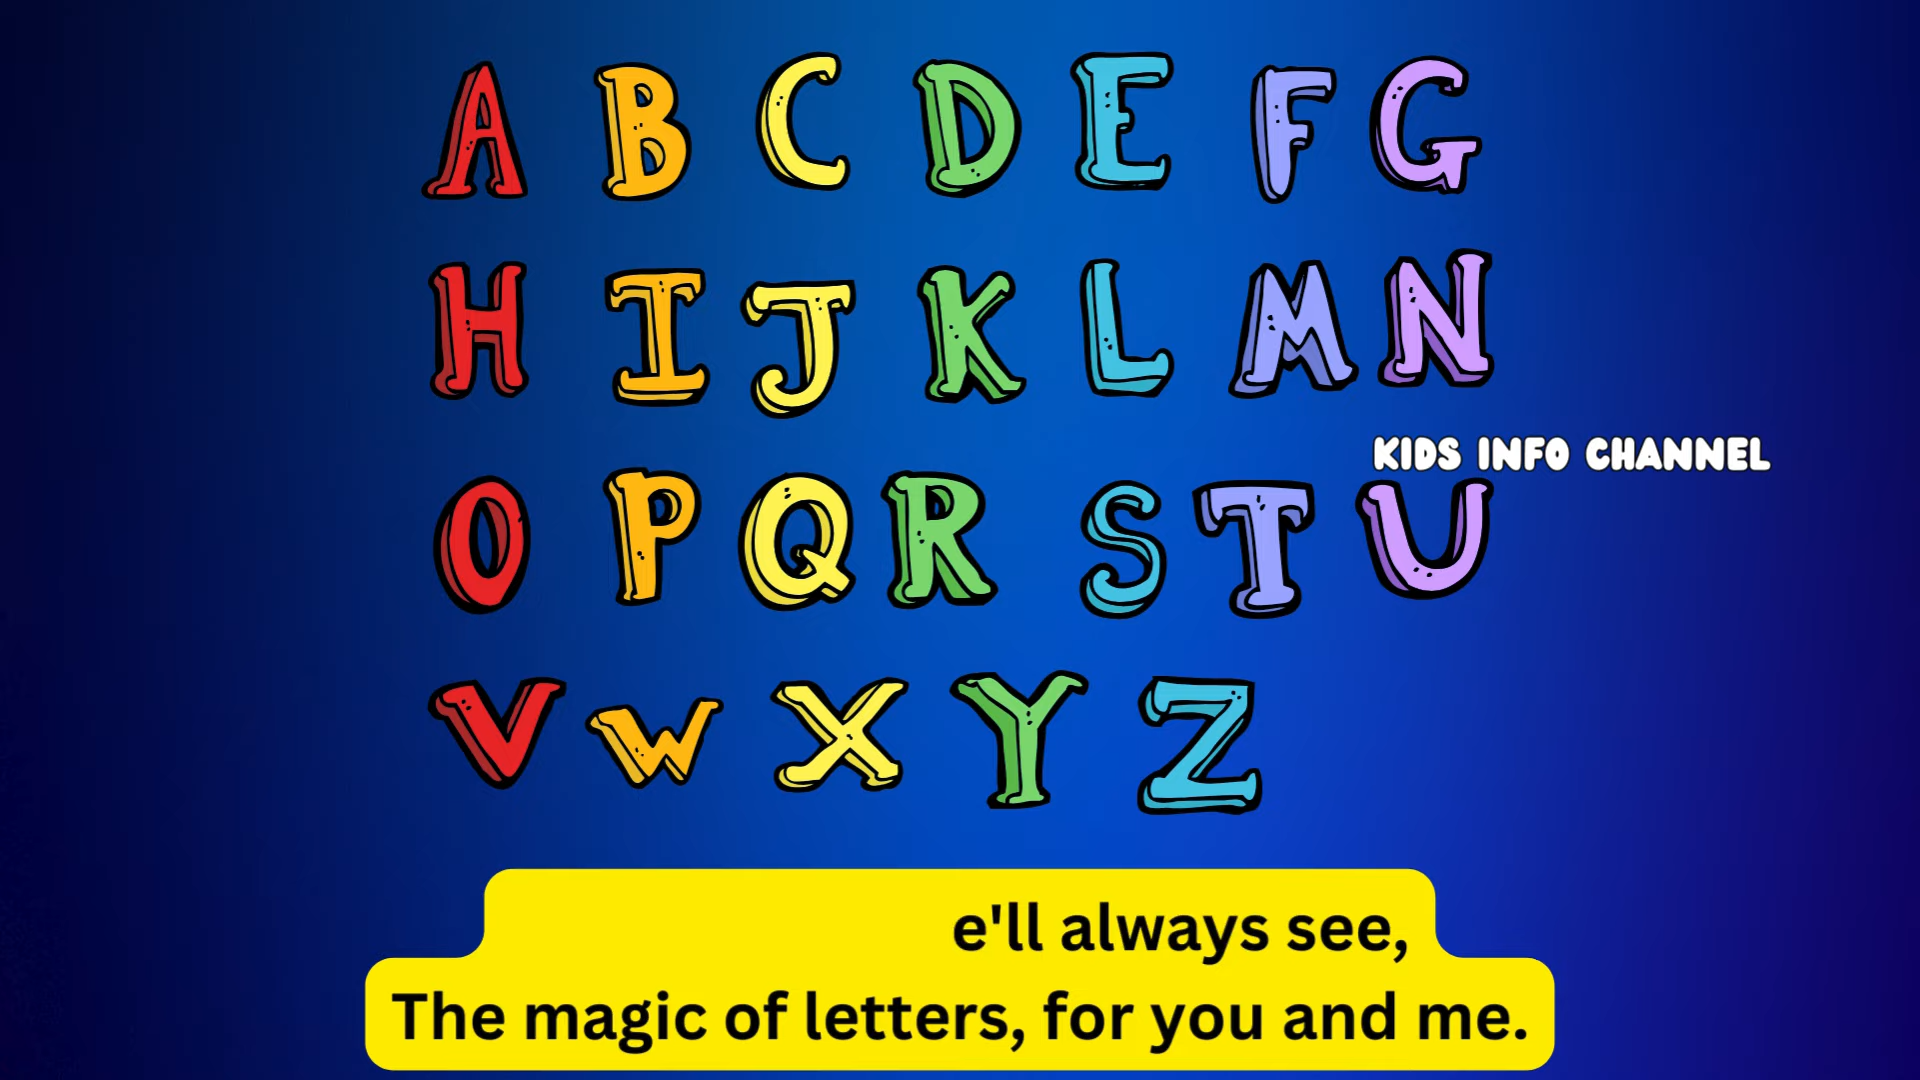 A B C D E F G
H I J K L M N
KIDS INFO CHANNEL
O P Q R S T U
V W X Y Z
e'll always see,
The magic of letters, for you and me.